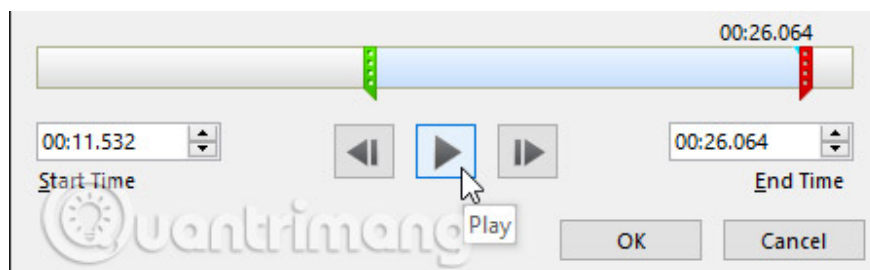 00:26.064
00:11.532 00:26.064
Start Time End Time
Quantrimang
Play
OK Cancel